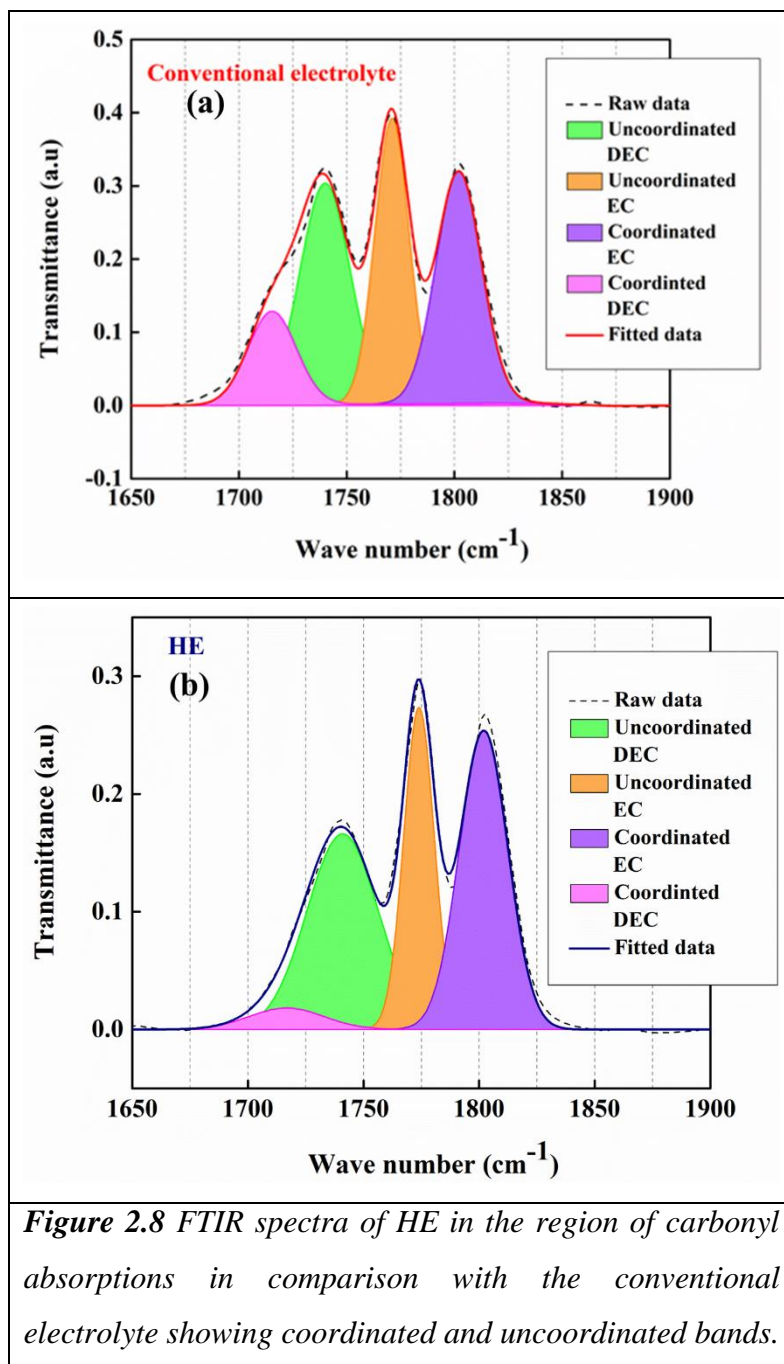 0.5
Conventional electrolyte
(a)
0.4
0.3
0.2
0.1
0.0
-0.1
Transmittance (a.u)
1650 1700 1750 1800 1850 1900
Wave number (cm⁻¹)
Raw data
Uncoordinated
DEC
Uncoordinated
EC
Coordinated
EC
Coordinted
DEC
Fitted data
HE
(b)
0.3
0.2
0.1
0.0
Transmittance (a.u)
1650 1700 1750 1800 1850 1900
Wave number (cm⁻¹)
Raw data
Uncoordinated
DEC
Uncoordinated
EC
Coordinated
EC
Coordinted
DEC
Fitted data
Figure 2.8 FTIR spectra of HE in the region of carbonyl
absorptions in comparison with the conventional
electrolyte showing coordinated and uncoordinated bands.